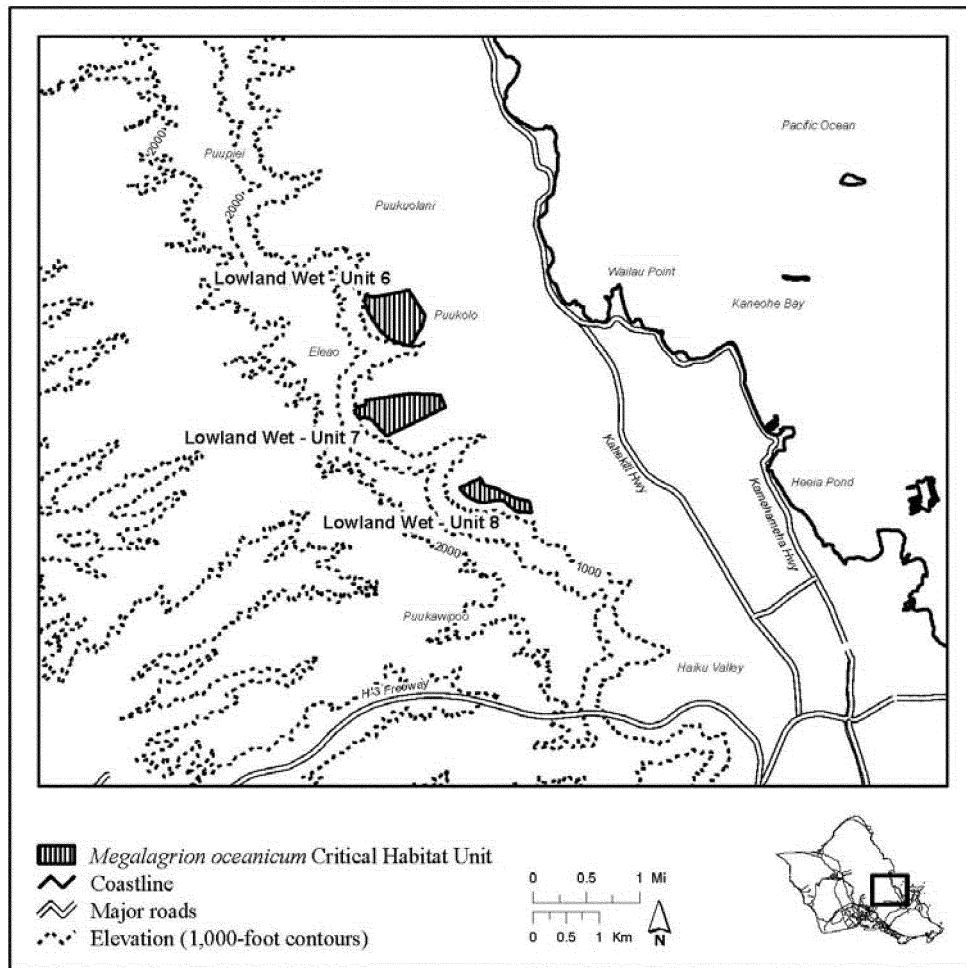 Pacific Ocean
2000
Puupiei
2000
Puukuolani
Lowland Wet - Unit 6
Wailau Point
Kaneohe Bay
Puukolo
Eleao
Lowland Wet - Unit 7
Kahekili Hwy
Kamehameha Hwy
Heeia Pond
Lowland Wet - Unit 8
2000
1000
Puukawipoo
Haiku Valley
H-3 Freeway
Megalagrion oceanicum Critical Habitat Unit
Coastline
Major roads
Elevation (1,000-foot contours)
0 0.5 1 Mi
0 0.5 1 Km
N